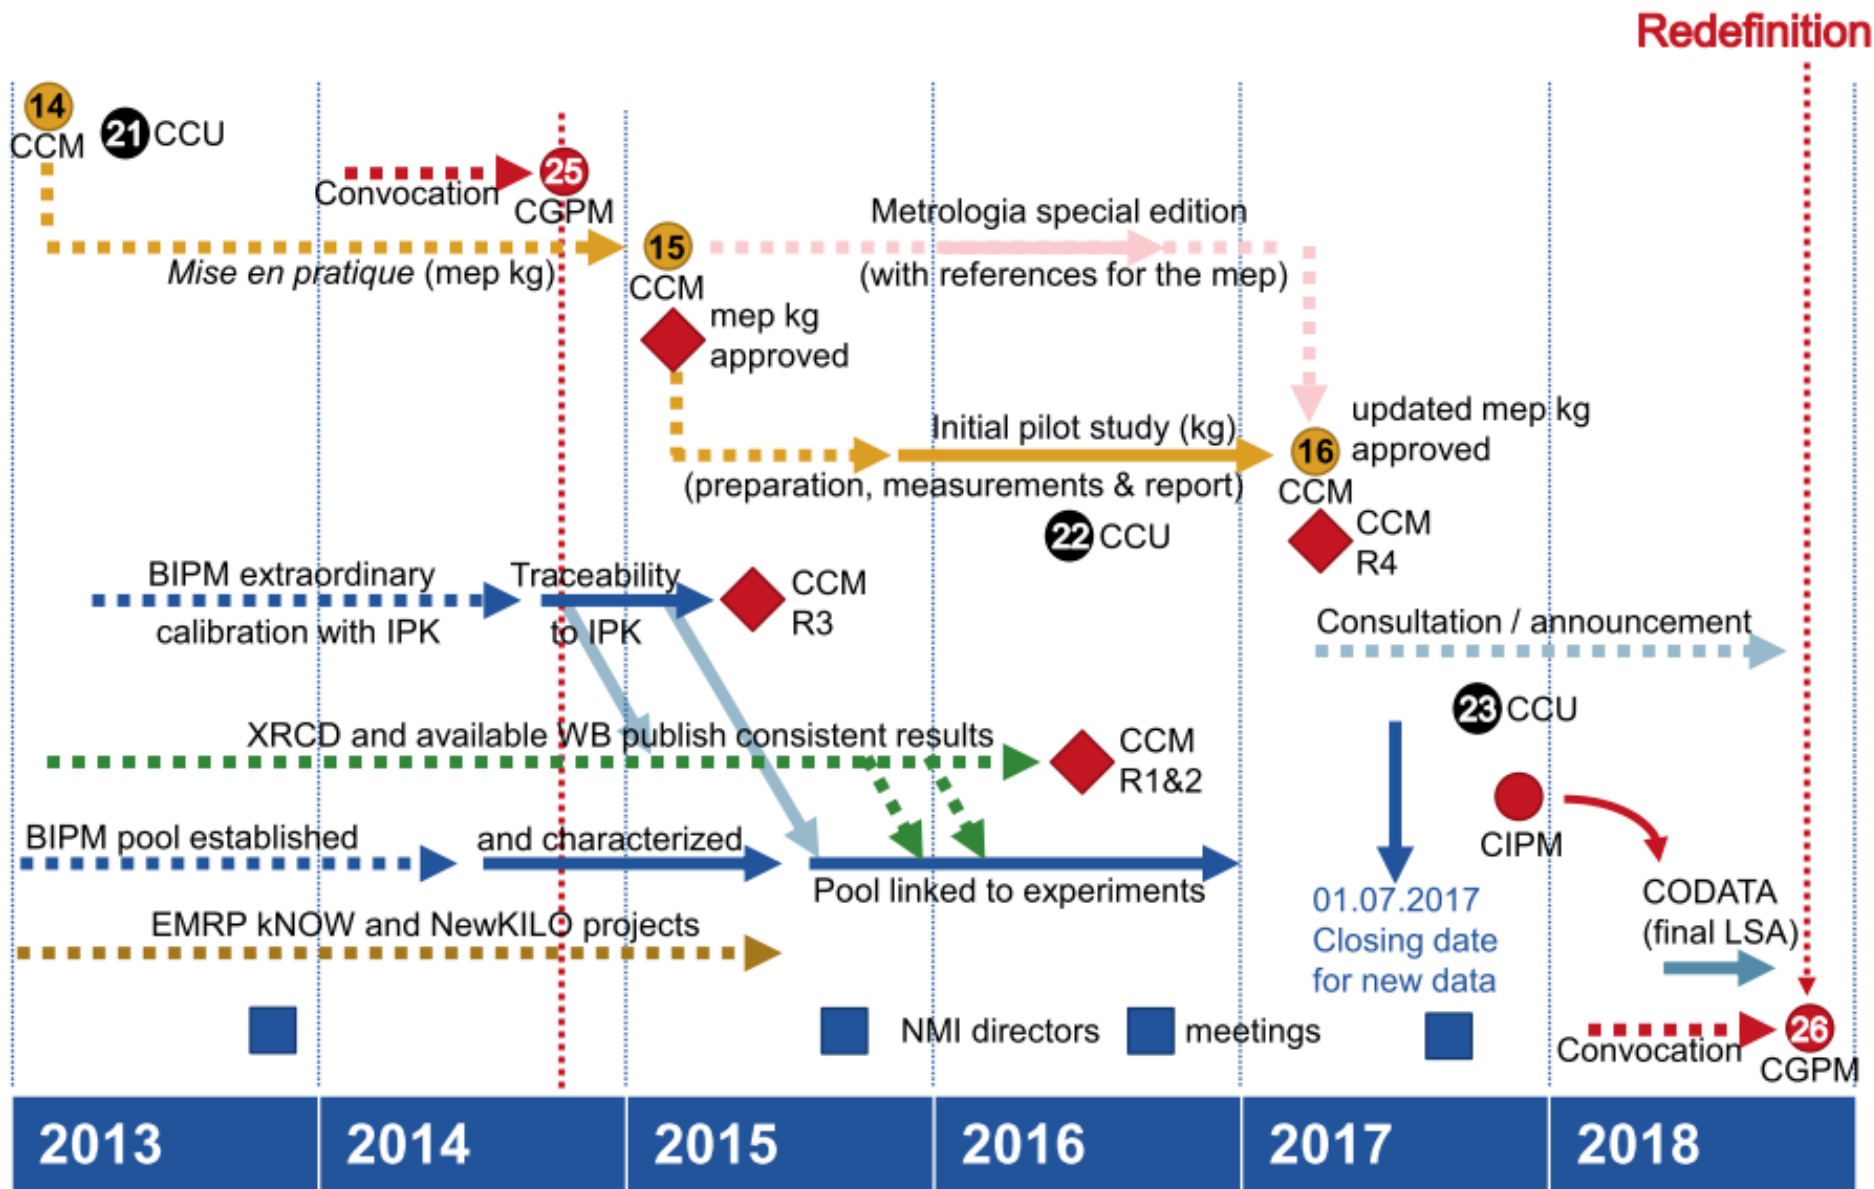 Redefinition
14
CCM
21 CCU
Convocation
25
CGPM
Mise en pratique (mep kg)
15
CCM
mep kg
approved
Metrologia special edition
(with references for the mep)
Initial pilot study (kg)
(preparation, measurements & report)
16
CCM
updated mep kg
approved
22 CCU
CCM
R4
BIPM extraordinary
calibration with IPK
Traceability
to IPK
CCM
R3
Consultation / announcement
23 CCU
XRCD and available WB publish consistent results
CCM
R1&2
CIPM
BIPM pool established
and characterized
Pool linked to experiments
01.07.2017
Closing date
for new data
CODATA
(final LSA)
EMRP kNOW and NewKILO projects
NMI directors
meetings
Convocation
26
CGPM
2013
2014
2015
2016
2017
2018